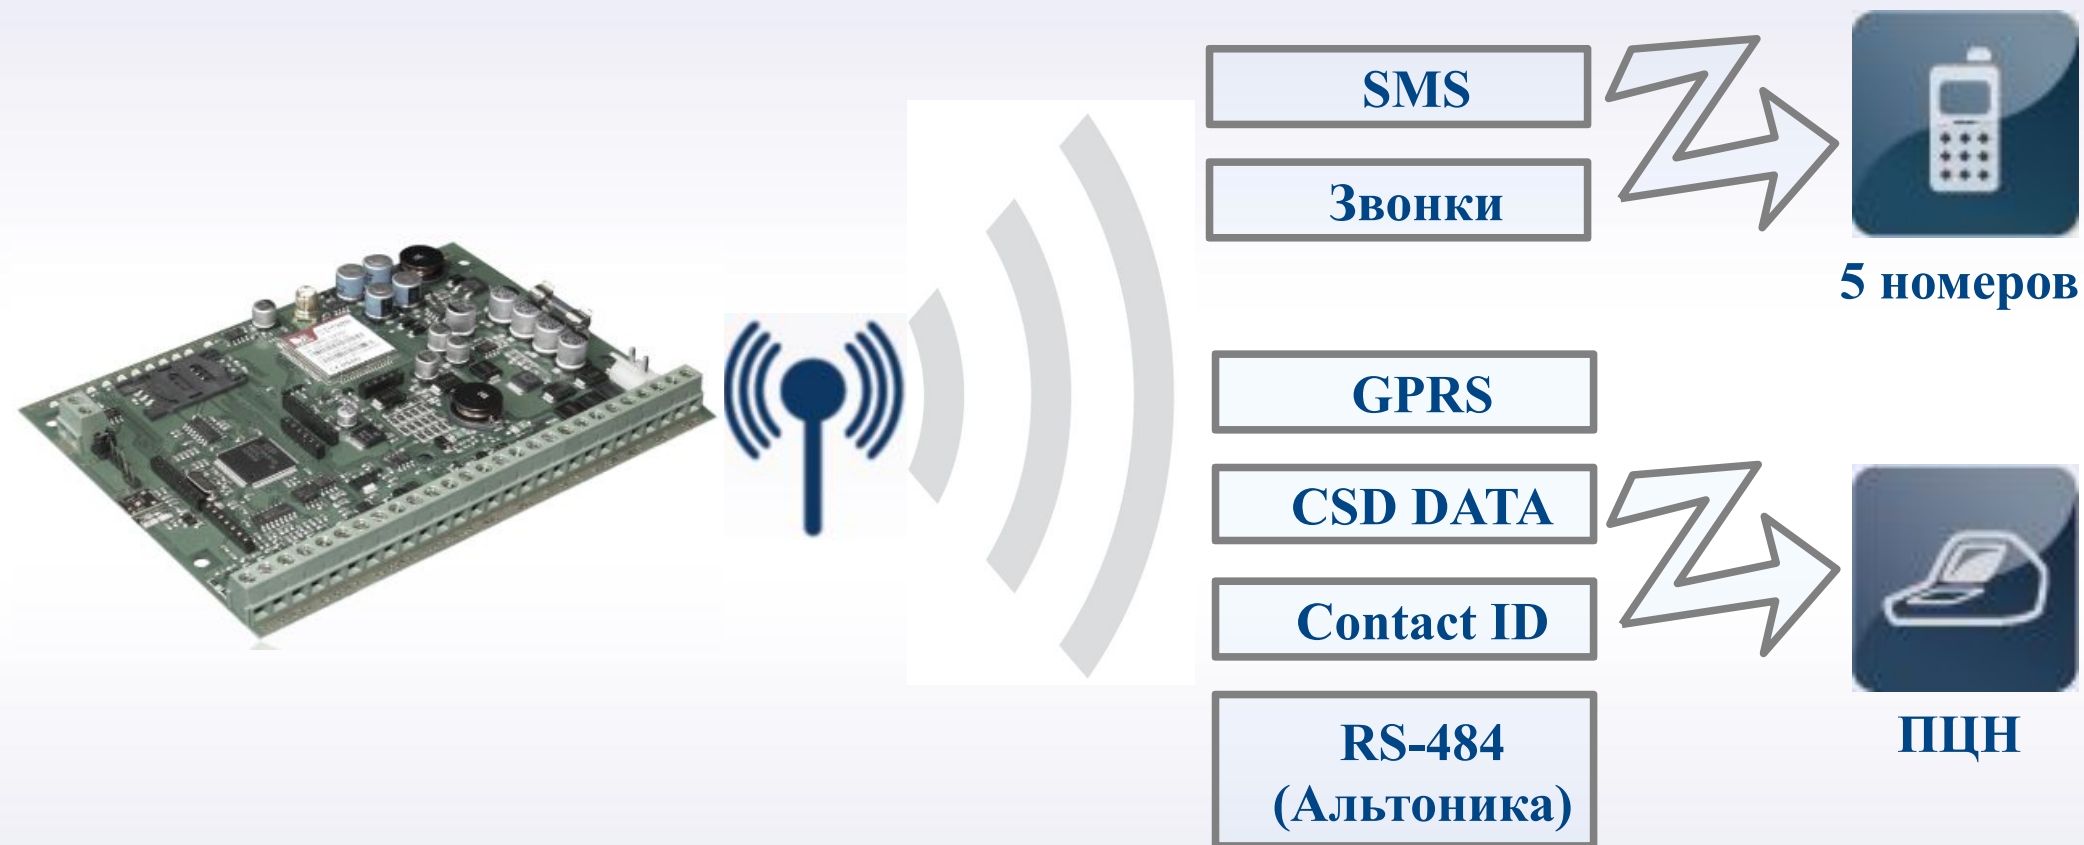 SMS
Звонки
5 номеров
GPRS
CSD DATA
Contact ID
RS-484
(Альтоника)
ПЦН